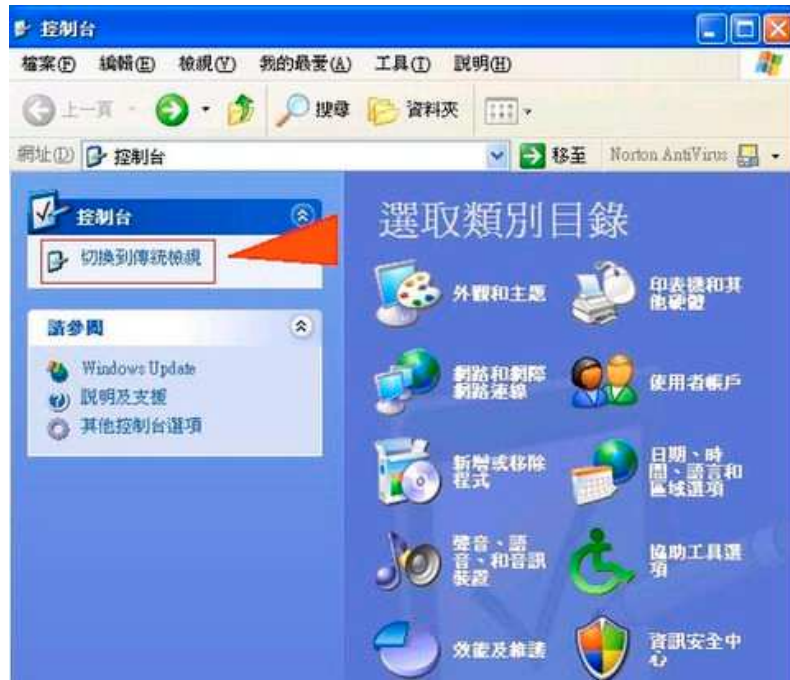 控制台
檔案(F) 編輯(E) 檢視(V) 我的最愛(A) 工具(T) 說明(H)
上一頁 搜尋 資料夾
網址(D) 控制台 移至 Norton AntiVirus
控制台
切換到傳統檢視
請參閱
Windows Update
說明及支援
其他控制台選項
選取類別目錄
外觀和主題
印表機和其
他硬體
網路和網際
網路連線
使用者帳戶
新增或移除
程式
日期、時
間、語言和
區域選項
聲音、語
音、和音訊
裝置
協助工具選
項
效能及維護
資訊安全中
心